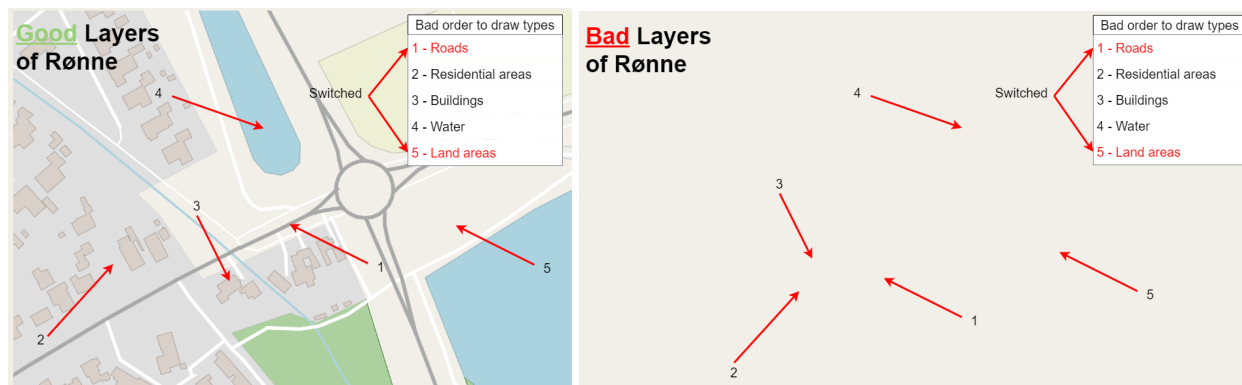 Good Layers
of Rønne
Bad order to draw types
1 - Roads
2 - Residential areas
3 - Buildings
4 - Water
5 - Land areas
Switched
4
3
1
5
2
Bad Layers
of Rønne
Bad order to draw types
1 - Roads
2 - Residential areas
3 - Buildings
4 - Water
5 - Land areas
Switched
4
3
5
1
2